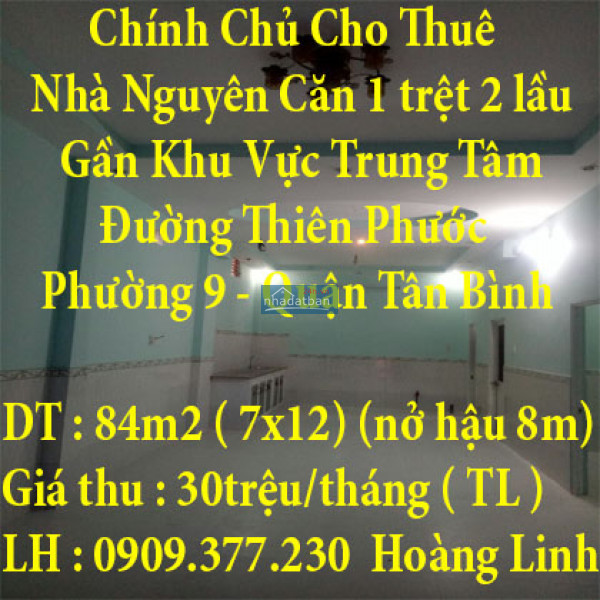 Chính Chủ Cho Thuê
Nhà Nguyên Căn 1 trệt 2 lầu
Gần Khu Vực Trung Tâm
Đường Thiên Phước
Phường 9 - Quận Tân Bình
nhadatban
DT : 84m2 ( 7x12) (nở hậu 8m)
Giá thu : 30trệu/tháng ( TL )
LH : 0909.377.230 Hoàng Linh